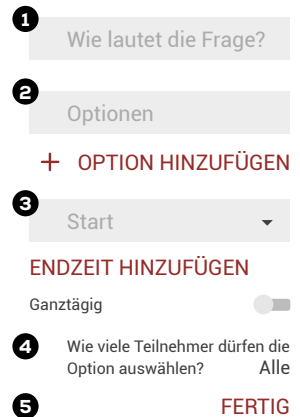 1
Wie lautet die Frage?
2
Optionen
+ OPTION HINZUFÜGEN
3
Start
ENDZEIT HINZUFÜGEN
Ganztägig
4
Wie viele Teilnehmer dürfen die
Option auswählen? Alle
5
FERTIG